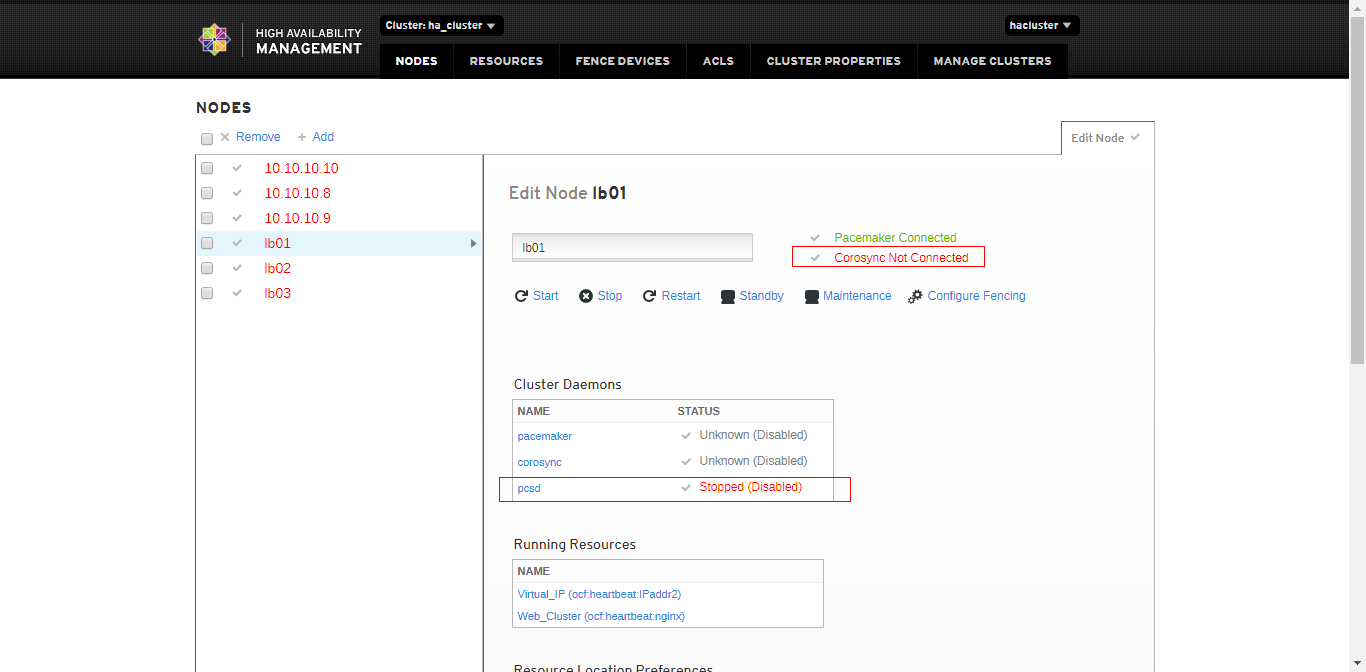 Cluster: ha_cluster
hacluster
HIGH AVAILABILITY
MANAGEMENT
NODES RESOURCES FENCE DEVICES ACLS CLUSTER PROPERTIES MANAGE CLUSTERS
NODES
Remove Add
Edit Node
10.10.10.10
10.10.10.8
10.10.10.9
lb01
lb02
lb03
Edit Node lb01
lb01
Pacemaker Connected
Corosync Not Connected
Start Stop Restart Standby Maintenance Configure Fencing
Cluster Daemons
NAME STATUS
pacemaker Unknown (Disabled)
corosync Unknown (Disabled)
pcsd Stopped (Disabled)
Running Resources
NAME
Virtual_IP (ocf:heartbeat:IPaddr2)
Web_Cluster (ocf:heartbeat:nginx)
Resource Location Preferences